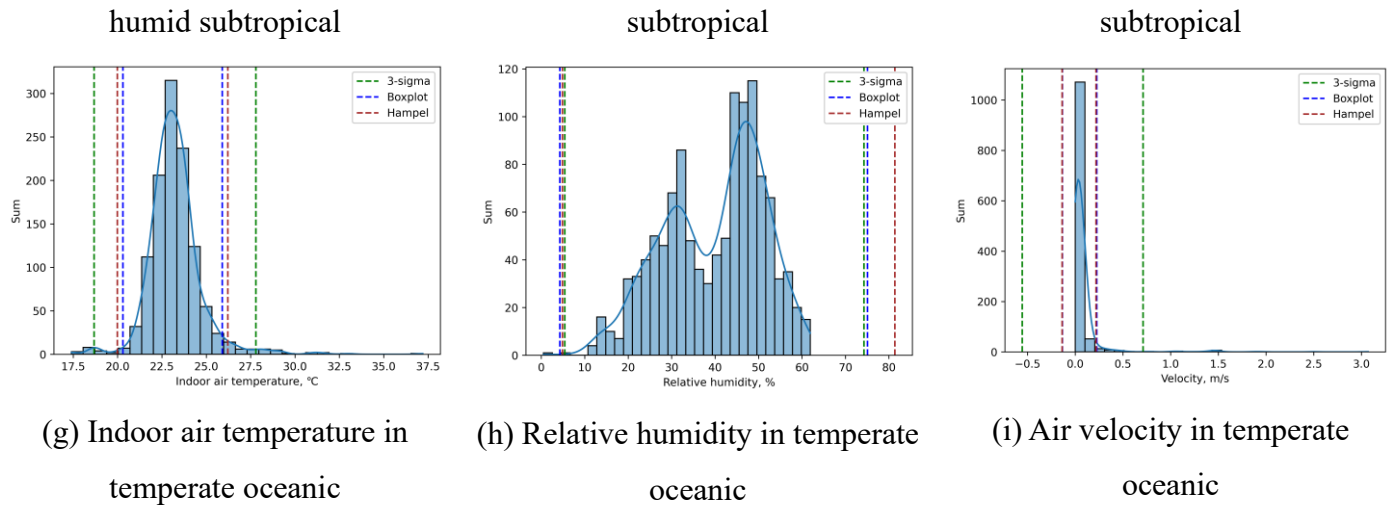 humid subtropical
subtropical
subtropical
300
250
200
150
100
50
0
Sum
17.5 20.0 22.5 25.0 27.5 30.0 32.5 35.0 37.5
Indoor air temperature, ℃
3-sigma
Boxplot
Hampel
120
100
80
60
40
20
0
Sum
0 10 20 30 40 50 60 70 80
Relative humidity, %
3-sigma
Boxplot
Hampel
1000
800
600
400
200
0
Sum
−0.5 0.0 0.5 1.0 1.5 2.0 2.5 3.0
Velocity, m/s
3-sigma
Boxplot
Hampel
(g) Indoor air temperature in
temperate oceanic
(h) Relative humidity in temperate
oceanic
(i) Air velocity in temperate
oceanic